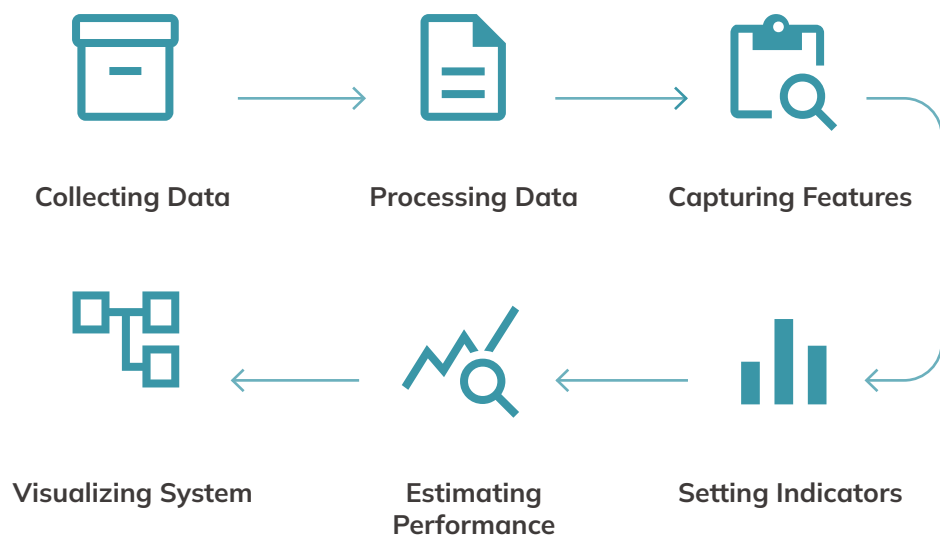 Collecting Data
Processing Data
Capturing Features
Visualizing System
Estimating
Performance
Setting Indicators